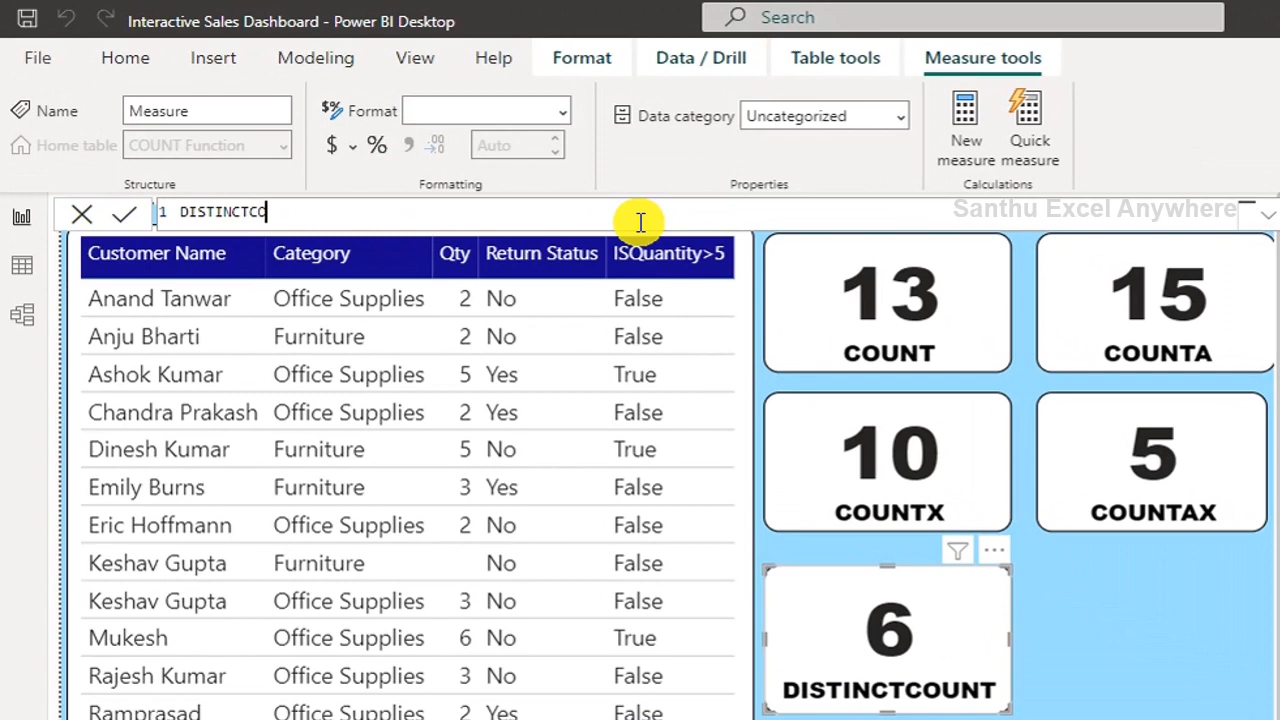 Interactive Sales Dashboard - Power BI Desktop
Search
File Home Insert Modeling View Help Format Data / Drill Table tools Measure tools
Name Measure
Home table COUNT Function
Structure
$% Format
$ % 9 .00 →.0 Auto
Formatting
Data category Uncategorized
Properties
New measure
Quick measure
Calculations
1 DISTINCTCO
Santhu Excel Anywhere
Customer Name Category Qty Return Status ISQuantity>5
Anand Tanwar Office Supplies 2 No False
Anju Bharti Furniture 2 No False
Ashok Kumar Office Supplies 5 Yes True
Chandra Prakash Office Supplies 2 Yes False
Dinesh Kumar Furniture 5 No True
Emily Burns Furniture 3 Yes False
Eric Hoffmann Office Supplies 2 No False
Keshav Gupta Furniture No False
Keshav Gupta Office Supplies 3 No False
Mukesh Office Supplies 6 No True
Rajesh Kumar Office Supplies 3 No False
Ramprasad Office Supplies 2 Yes False
13
COUNT
15
COUNTA
10
COUNTX
5
COUNTAX
6
DISTINCTCOUNT